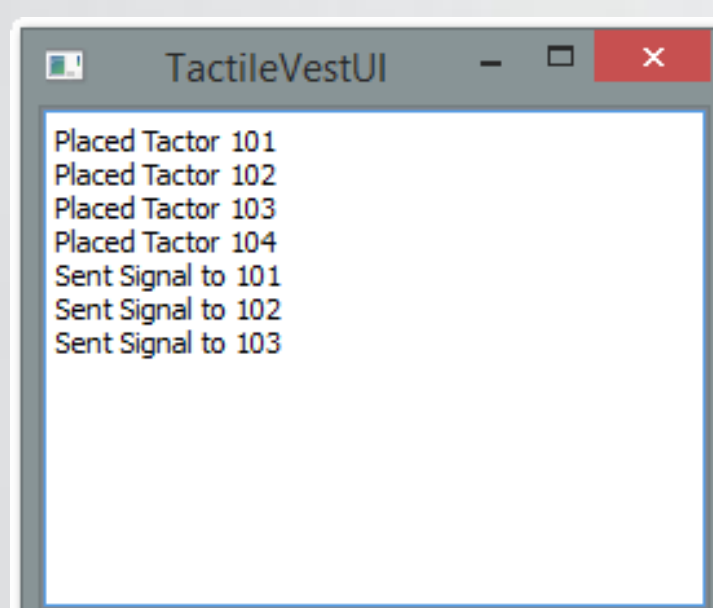 TactileVestUI
Placed Tactor 101
Placed Tactor 102
Placed Tactor 103
Placed Tactor 104
Sent Signal to 101
Sent Signal to 102
Sent Signal to 103